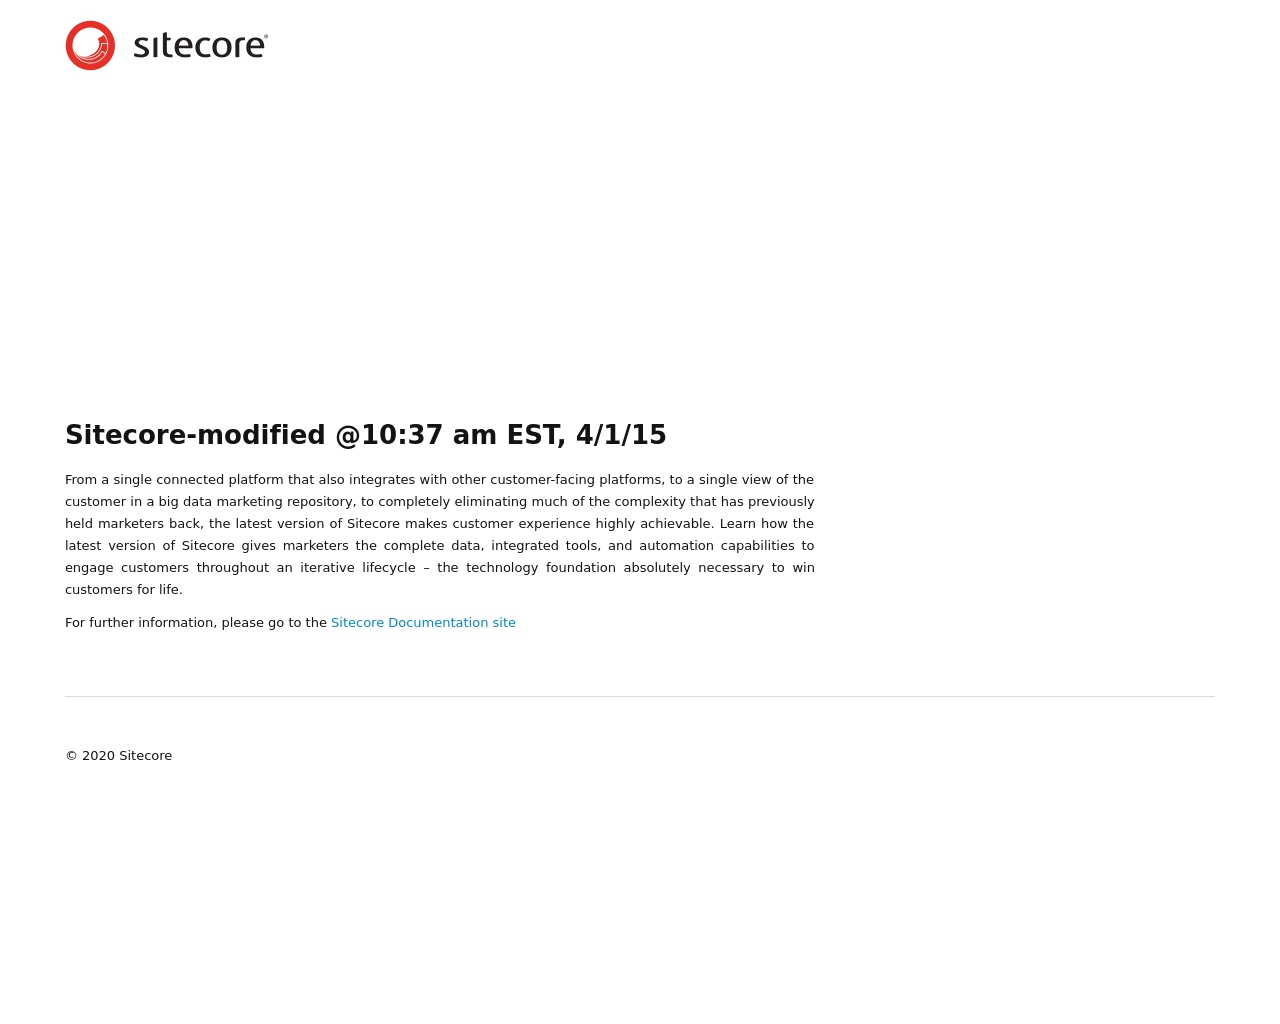 sitecore®
Sitecore-modified @10:37 am EST, 4/1/15
From a single connected platform that also integrates with other customer-facing platforms, to a single view of the
customer in a big data marketing repository, to completely eliminating much of the complexity that has previously
held marketers back, the latest version of Sitecore makes customer experience highly achievable. Learn how the
latest version of Sitecore gives marketers the complete data, integrated tools, and automation capabilities to
engage customers throughout an iterative lifecycle – the technology foundation absolutely necessary to win
customers for life.
For further information, please go to the Sitecore Documentation site
© 2020 Sitecore